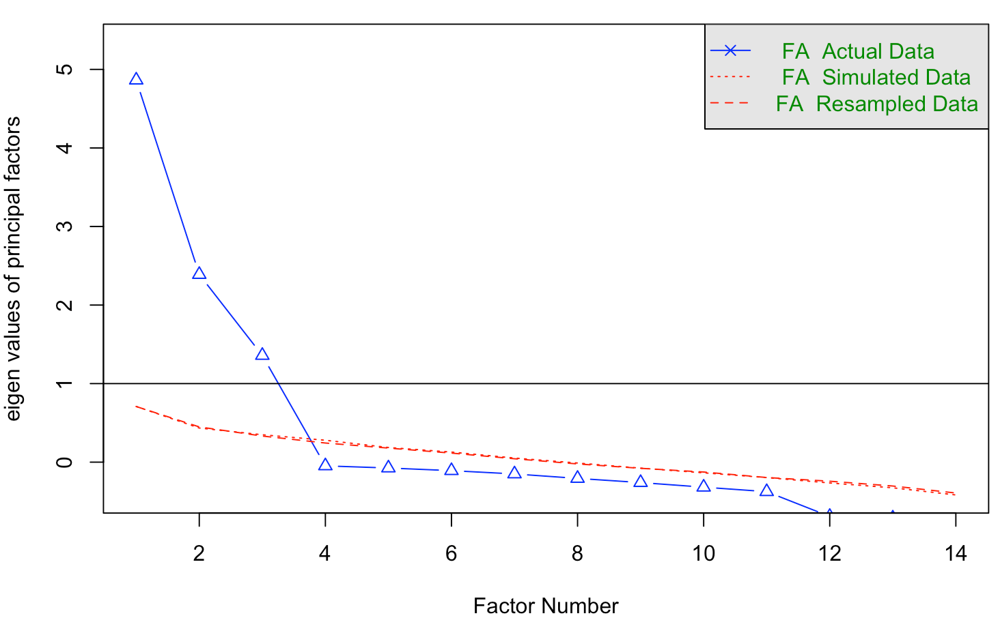 FA Actual Data
FA Simulated Data
FA Resampled Data
eigen values of principal factors
5
4
3
2
1
0
2 4 6 8 10 12 14
Factor Number